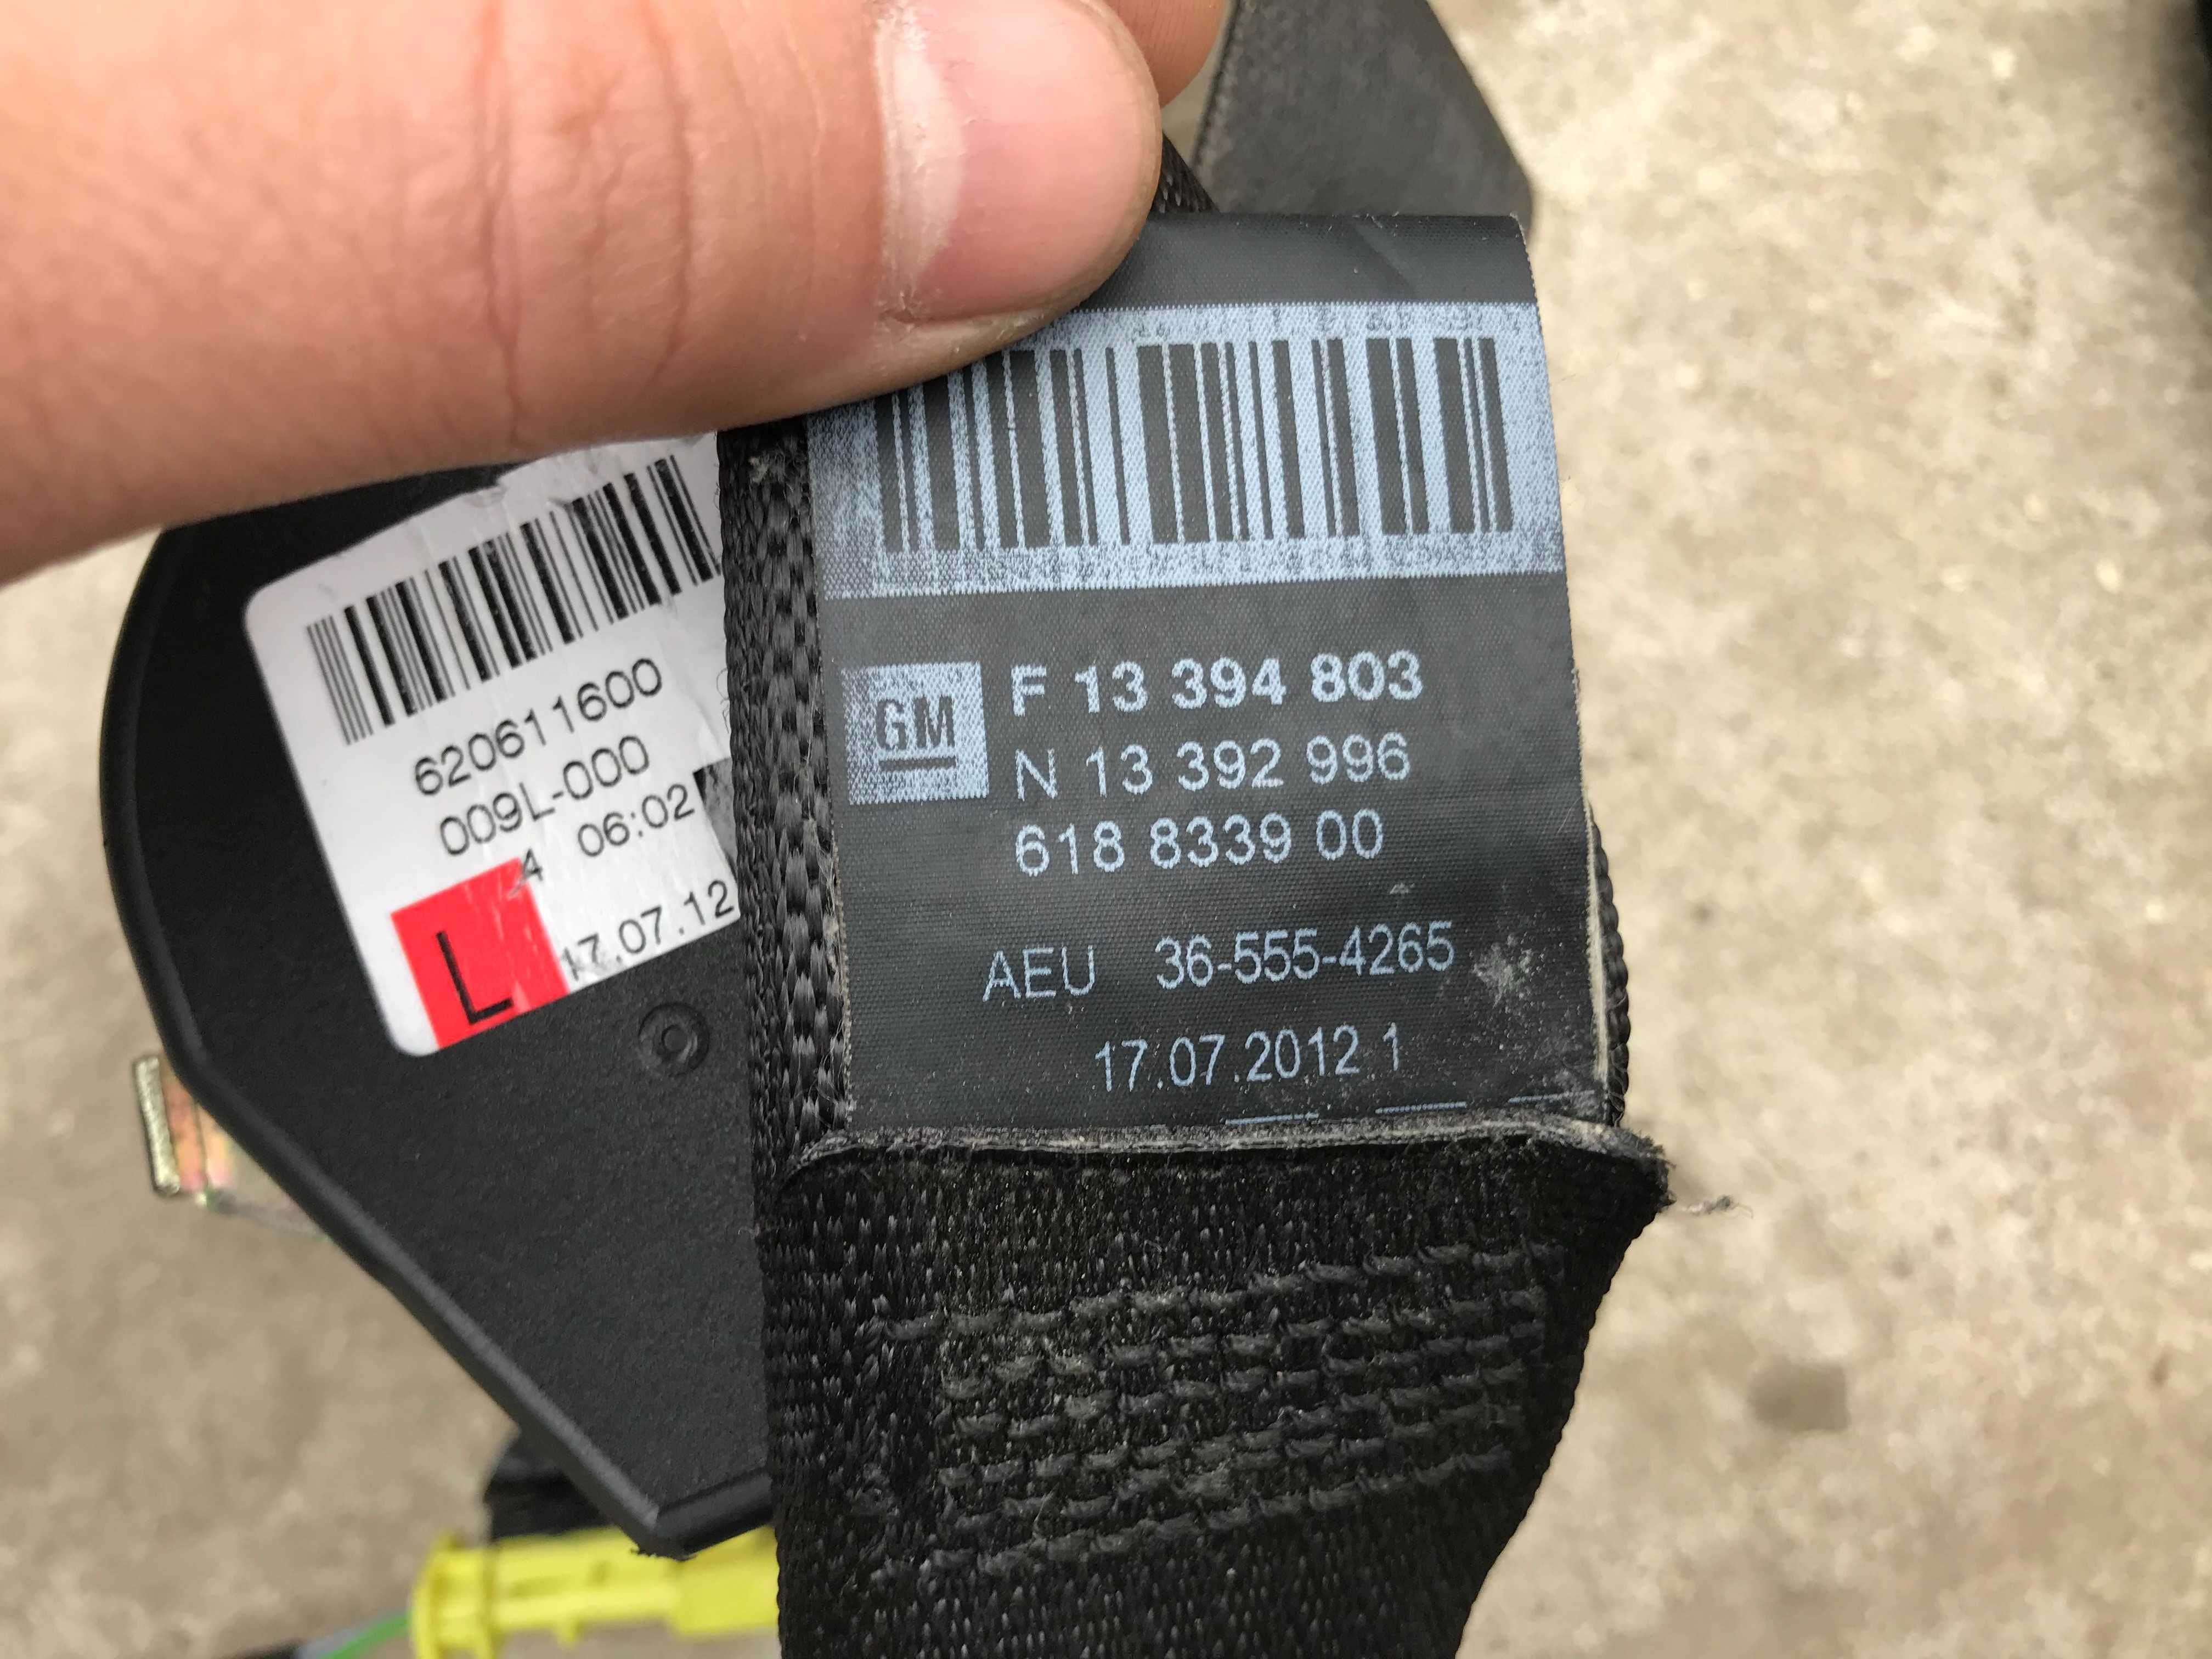 620611600
009L-000
4 06:02
L 17.07.12
GM
F 13 394 803
N 13 392 996
618 8339 00
AEU 36-555-4265
17.07.2012 1